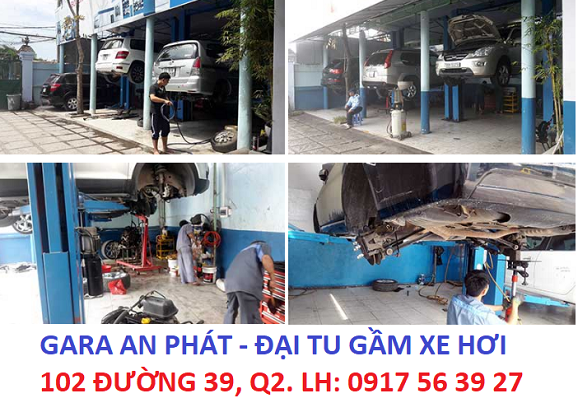 GARA AN PHÁT - ĐẠI TU GẦM XE HƠI
102 ĐƯỜNG 39, Q2. LH: 0917 56 39 27